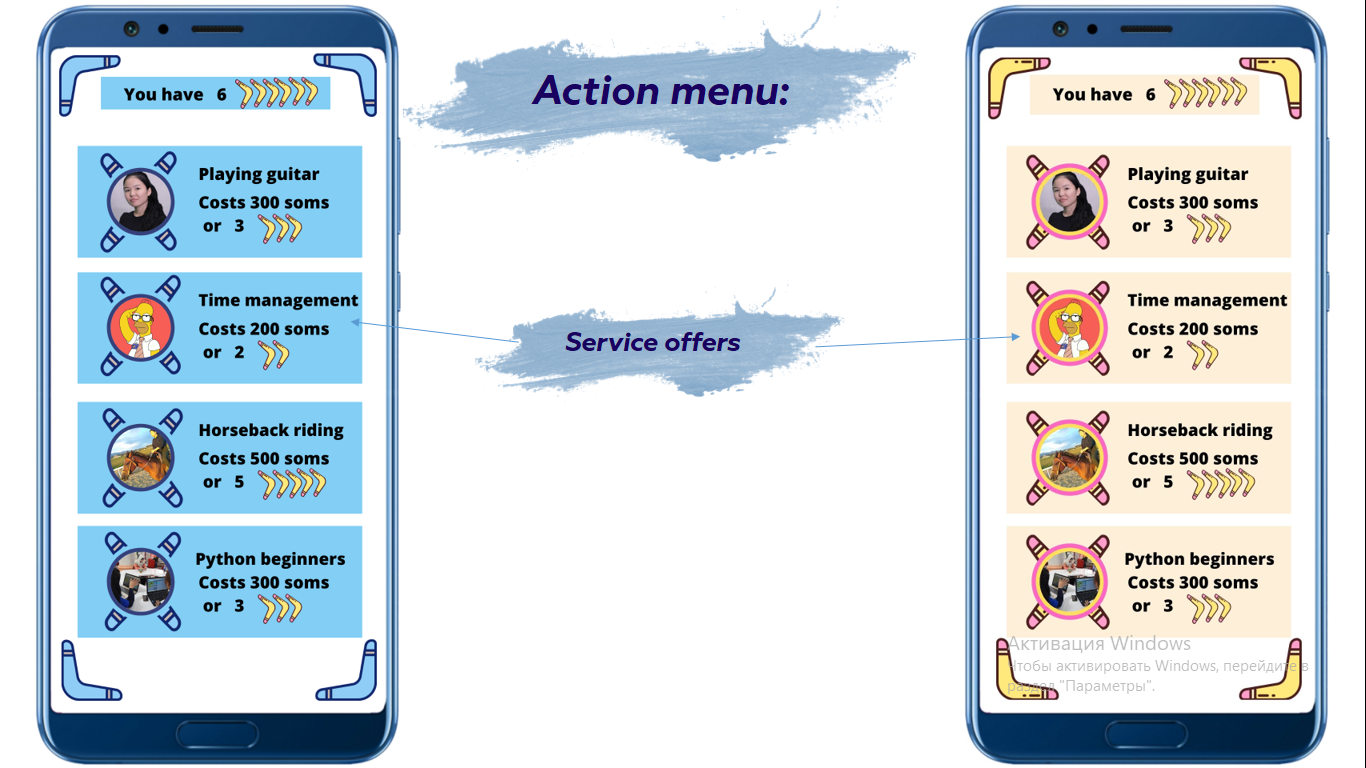 You have 6
Playing guitar
Costs 300 soms
or 3
Time management
Costs 200 soms
or 2
Horseback riding
Costs 500 soms
or 5
Python beginners
Costs 300 soms
or 3
Action menu:
Service offers
You have 6
Playing guitar
Costs 300 soms
or 3
Time management
Costs 200 soms
or 2
Horseback riding
Costs 500 soms
or 5
Python beginners
Costs 300 soms
or 3
Активация Windows
Чтобы активировать Windows, перейдите в
раздел "Параметры".